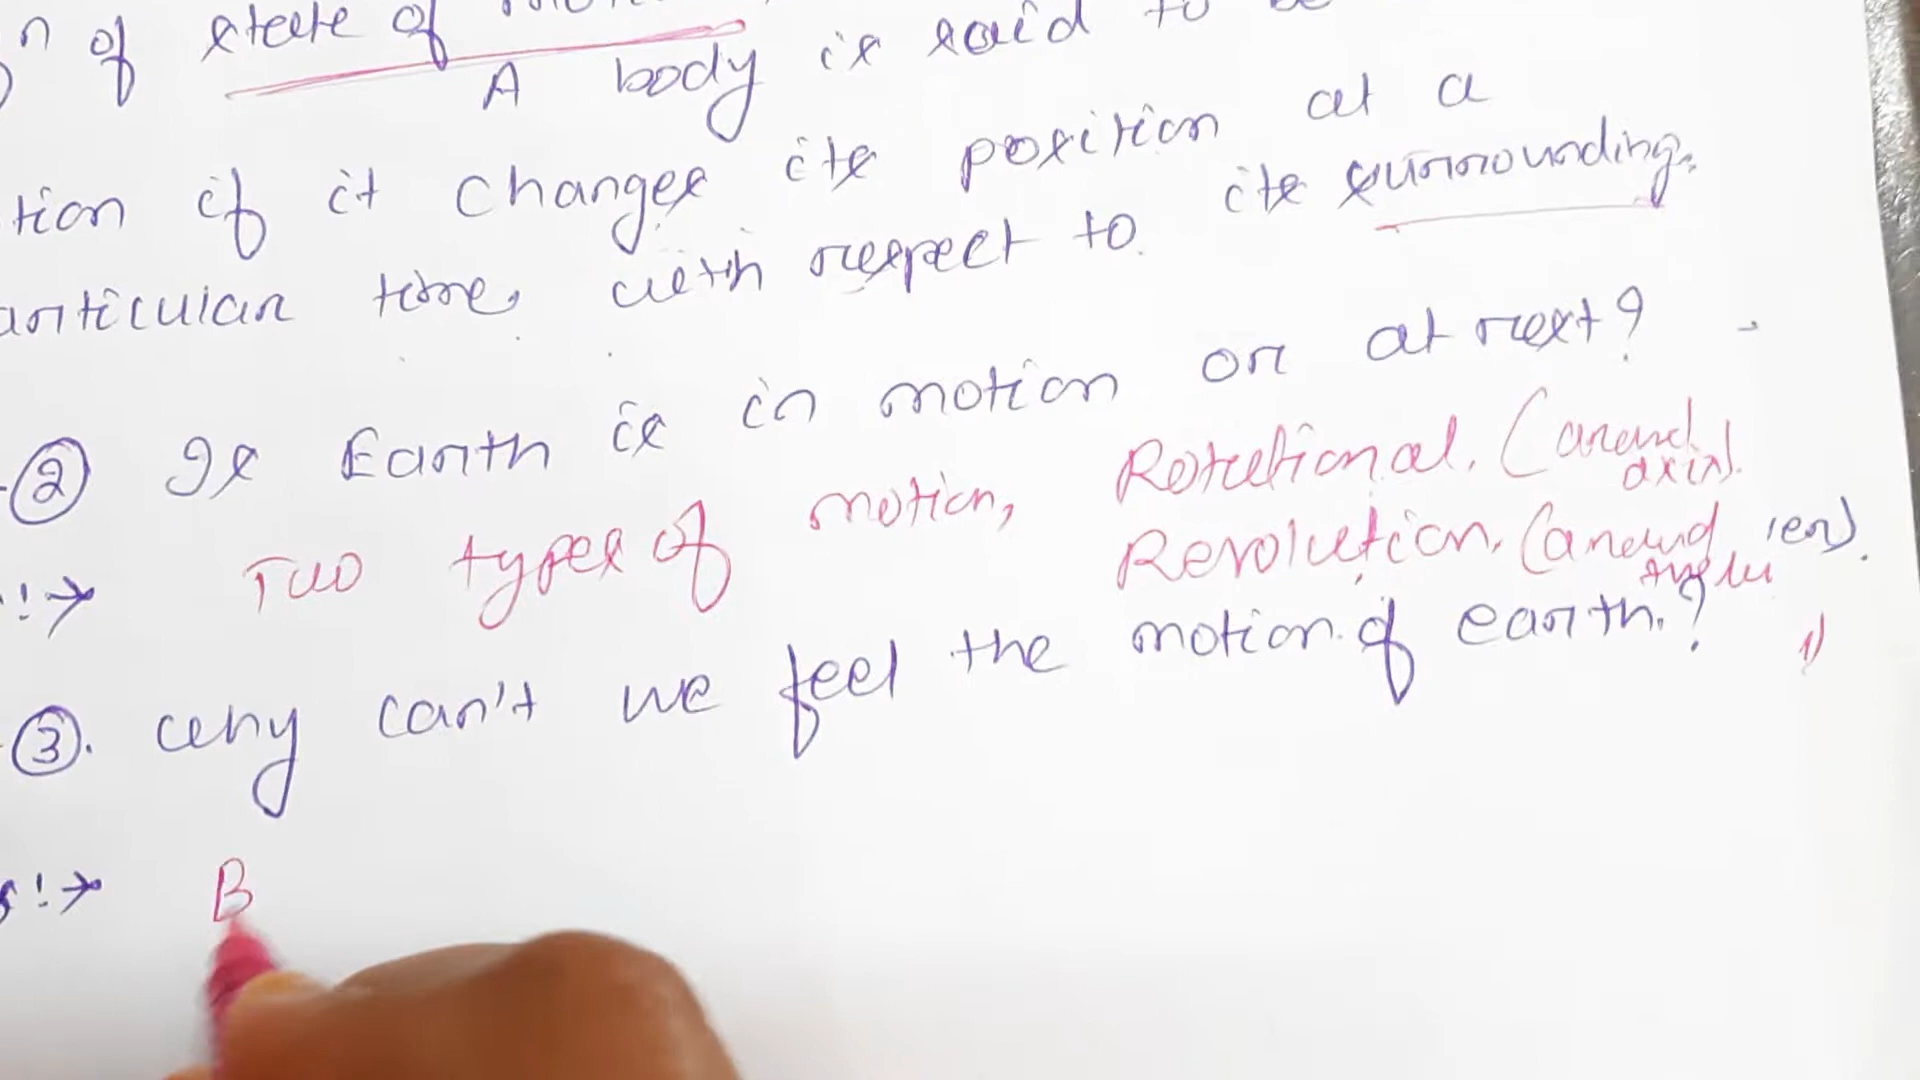 n of state of
A body is said to
tion if it changes its position at a
articular time, with respect to its surrounding.
② Is Earth is in motion or at rest?
:→ Two types of motion, Rotational. (around axis).
Revolution. (around sun).
③. Why can't we feel the motion of earth.?
s:→ B